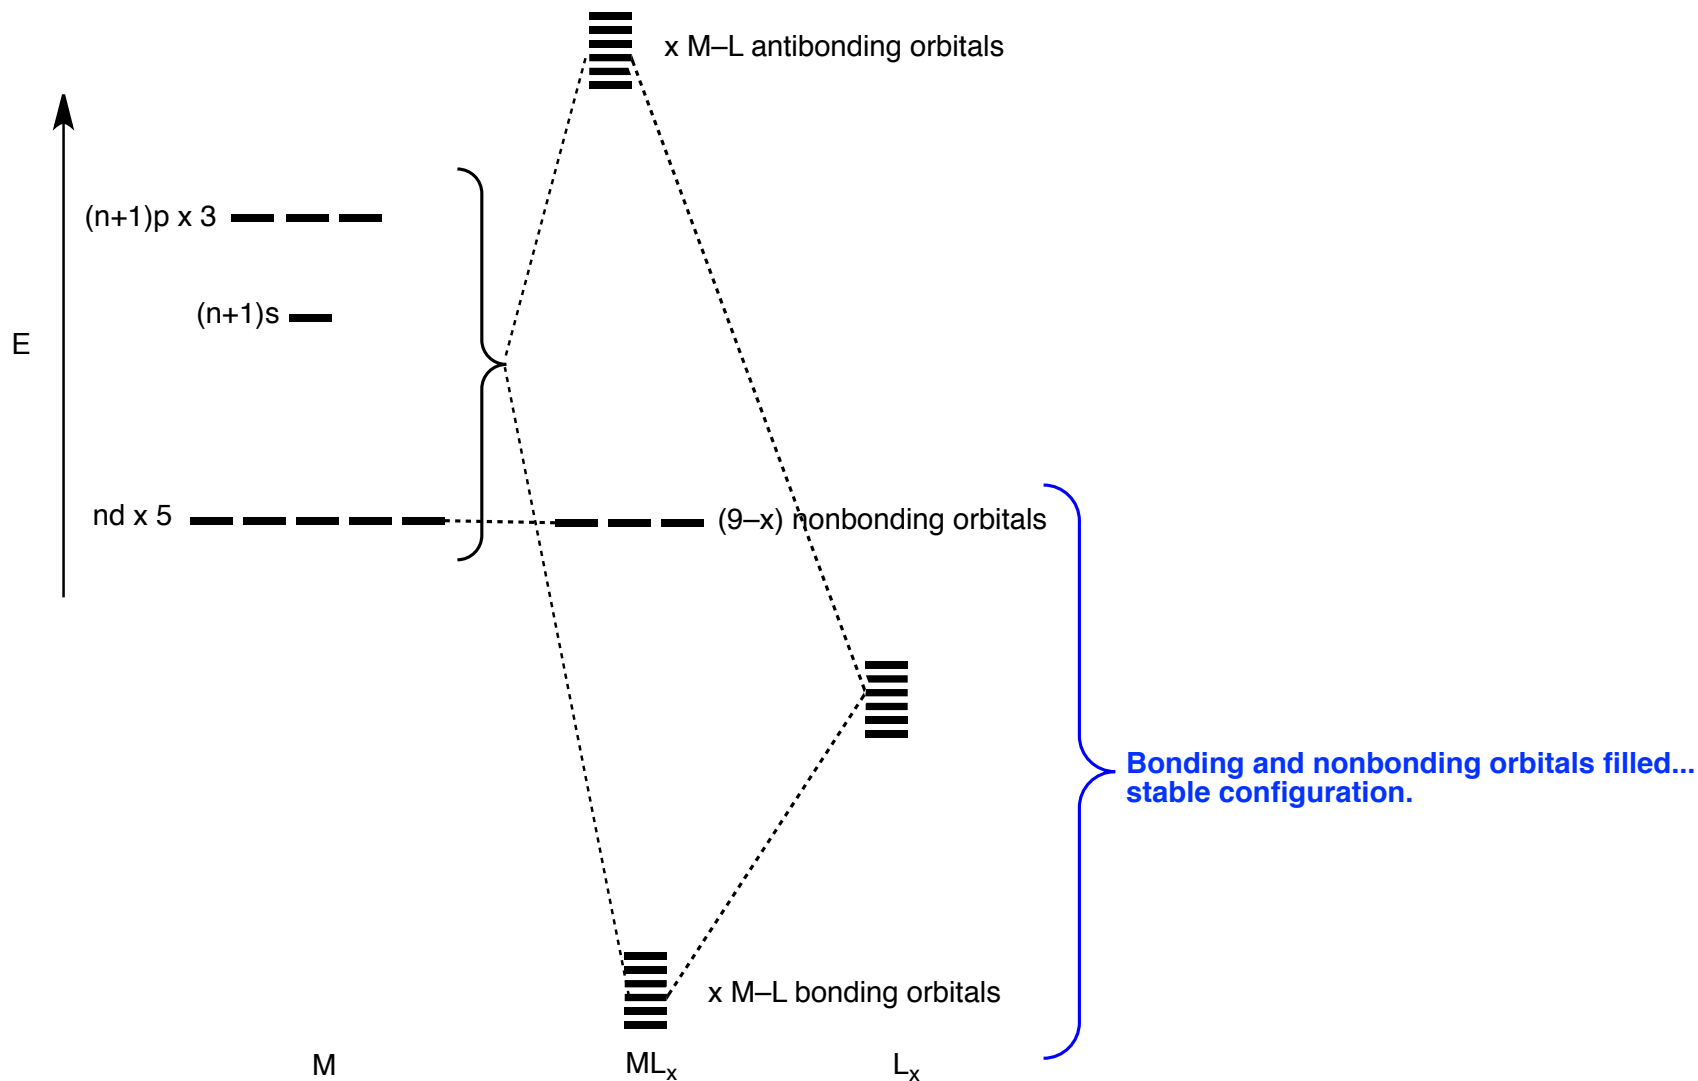 x M–L antibonding orbitals
(n+1)p x 3
(n+1)s
E
nd x 5
(9–x) nonbonding orbitals
Bonding and nonbonding orbitals filled...
stable configuration.
x M–L bonding orbitals
M
MLx
Lx